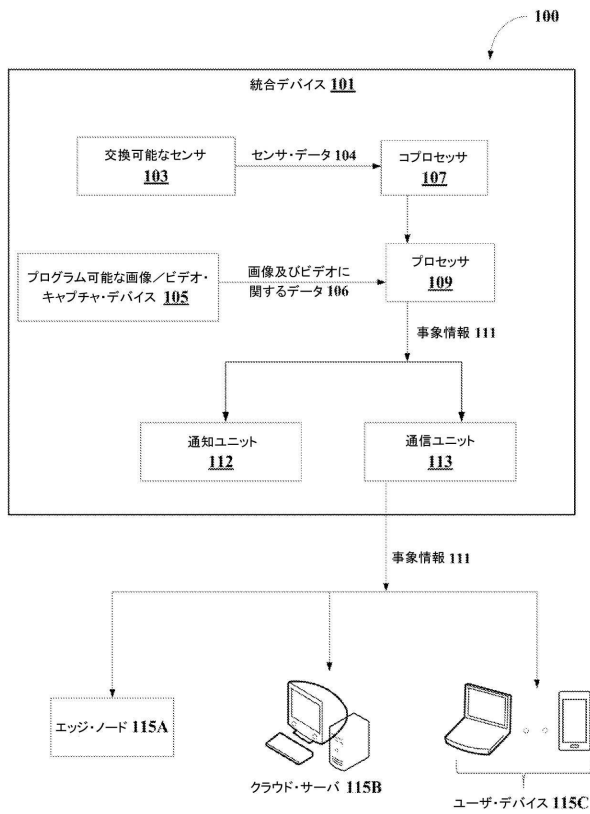 100
統合デバイス 101
交換可能なセンサ
103
センサ・データ 104
コプロセッサ
107
プログラム可能な画像／ビデオ・
キャプチャ・デバイス 105
画像及びビデオに
関するデータ 106
プロセッサ
109
事象情報 111
通知ユニット
112
通信ユニット
113
事象情報 111
エッジ・ノード 115A
クラウド・サーバ 115B
ユーザ・デバイス 115C